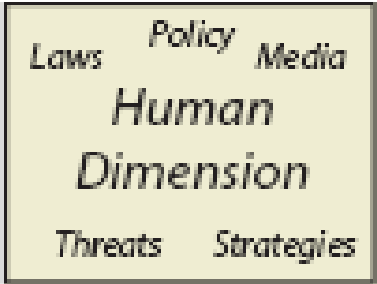 Policy
Laws Media
Human
Dimension
Threats Strategies